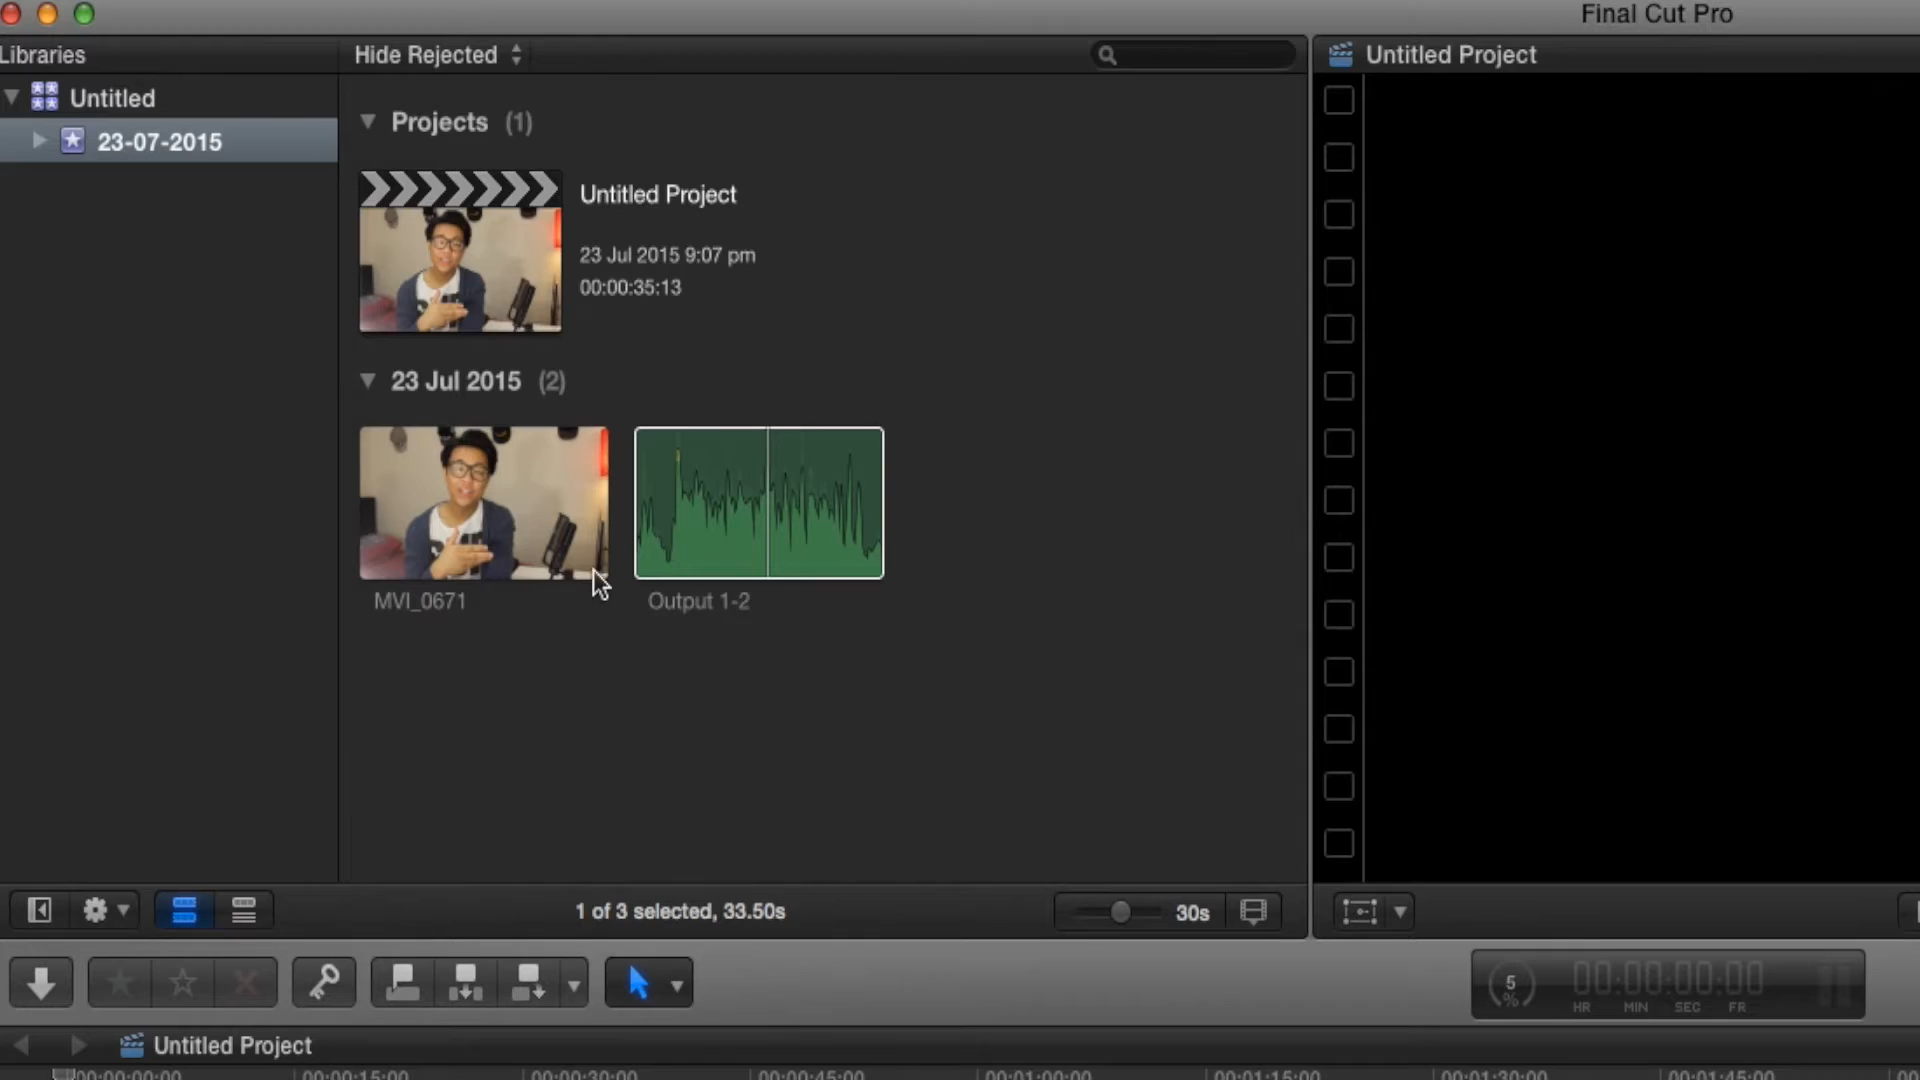 Final Cut Pro
Libraries
Hide Rejected
Untitled Project
Untitled
23-07-2015
Projects (1)
Untitled Project
23 Jul 2015 9:07 pm
00:00:35:13
23 Jul 2015 (2)
MVI_0671
Output 1-2
1 of 3 selected, 33.50s
30s
5
%
00:00:00:00
HR MIN SEC FR
Untitled Project
00:00:00:00 00:00:15:00 00:00:30:00 00:00:45:00 00:01:00:00 00:01:15:00 00:01:30:00 00:01:45:00